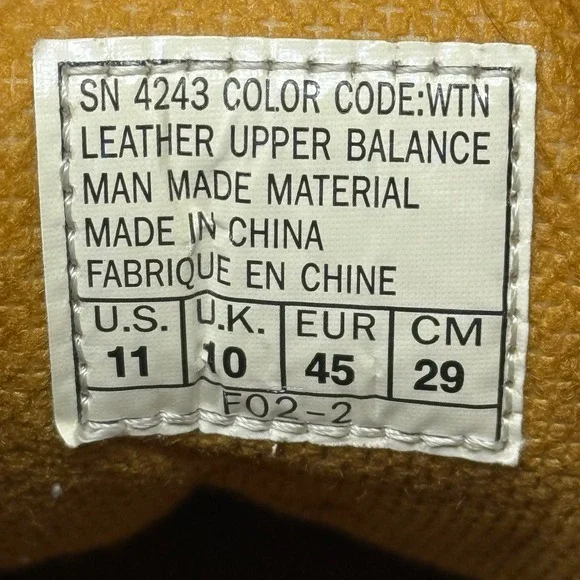 SN 4243 COLOR CODE:WTN
LEATHER UPPER BALANCE
MAN MADE MATERIAL
MADE IN CHINA
FABRIQUE EN CHINE
U.S. U.K. EUR CM
11 10 45 29
F02-2